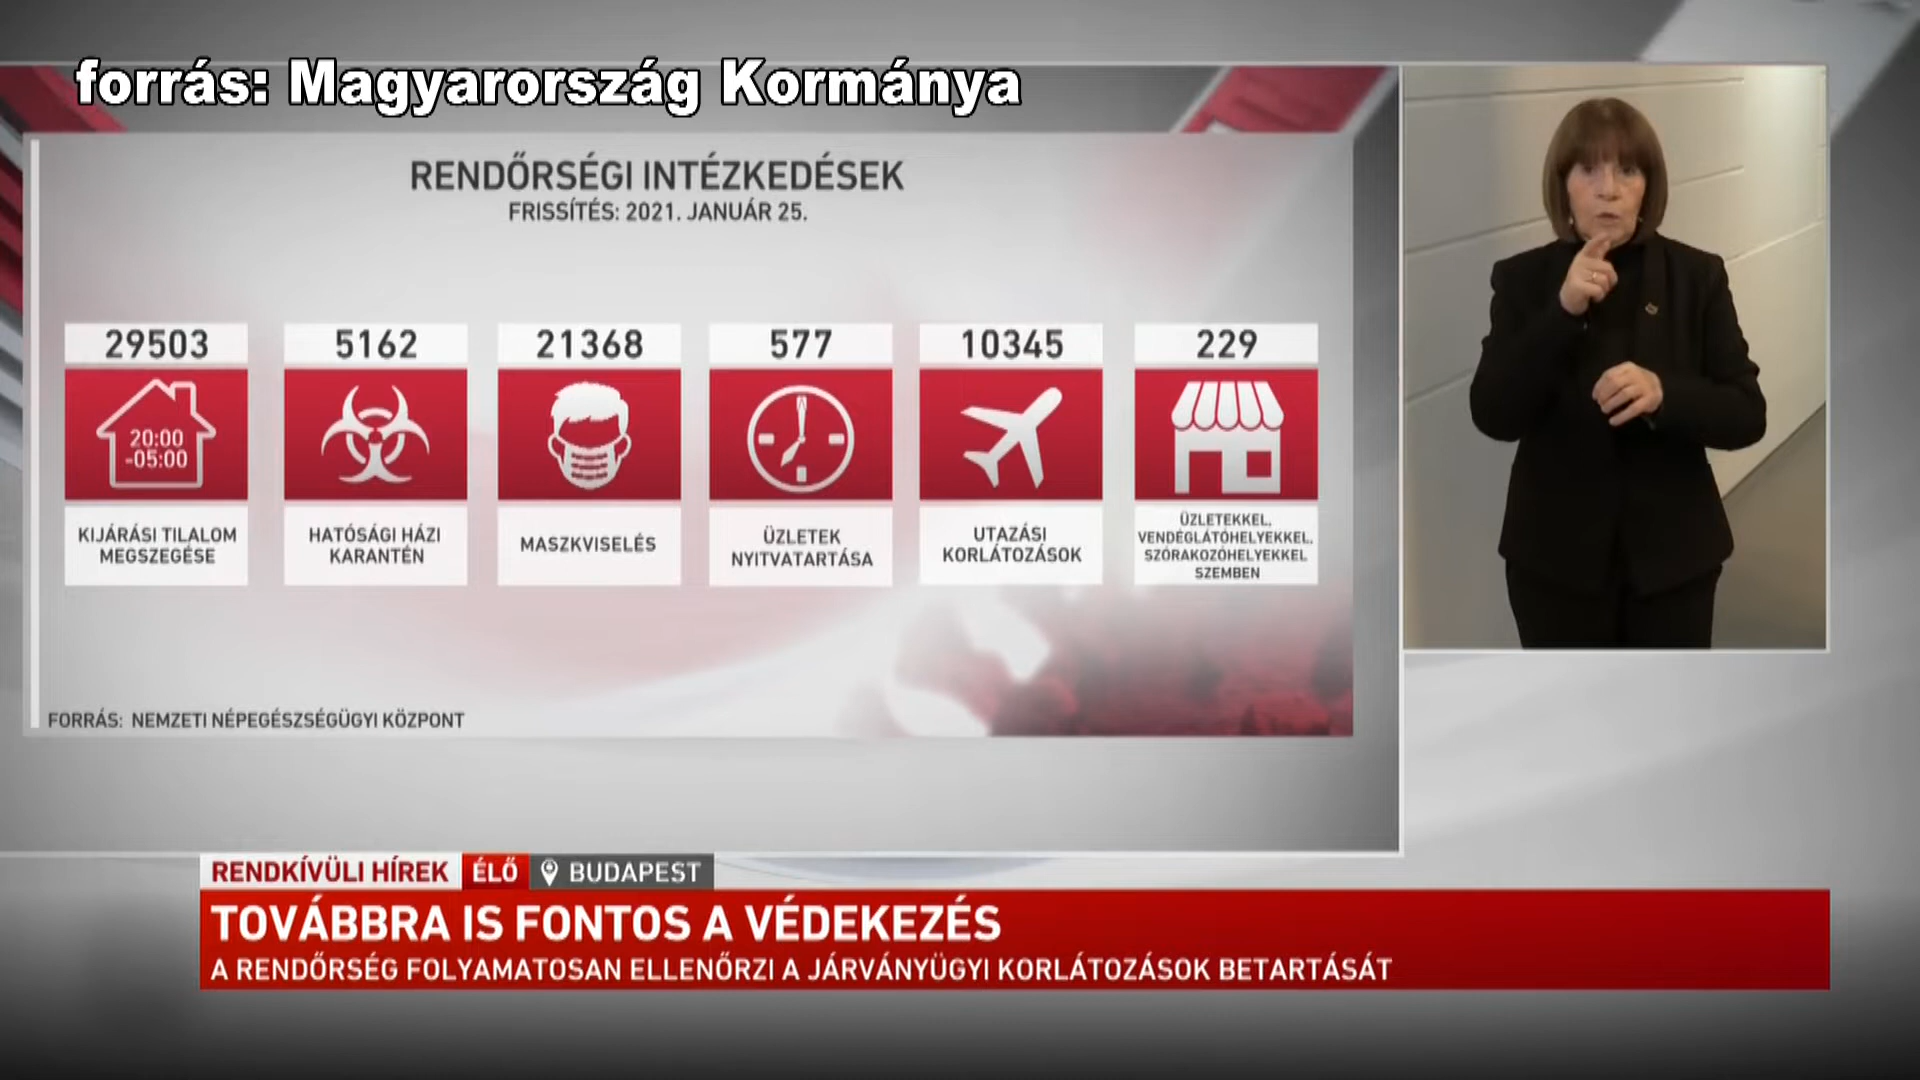 forrás: Magyarország Kormánya
RENDŐRSÉGI INTÉZKEDÉSEK
FRISSÍTÉS: 2021. JANUÁR 25.
29503
20:00
-05:00
KIJÁRÁSI TILALOM
MEGSZEGÉSE
5162
HATÓSÁGI HÁZI
KARANTÉN
21368
MASZKVISELÉS
577
ÜZLETEK
NYITVATARTÁSA
10345
UTAZÁSI
KORLÁTOZÁSOK
229
ÜZLETEKKEL,
VENDÉGLÁTÓHELYEKKEL,
SZÓRAKOZÓHELYEKKEL
SZEMBEN
FORRÁS: NEMZETI NÉPEGÉSZSÉGÜGYI KÖZPONT
RENDKÍVÜLI HÍREK ÉLŐ BUDAPEST
TOVÁBBRA IS FONTOS A VÉDEKEZÉS
A RENDŐRSÉG FOLYAMATOSAN ELLENŐRZI A JÁRVÁNYÜGYI KORLÁTOZÁSOK BETARTÁSÁT